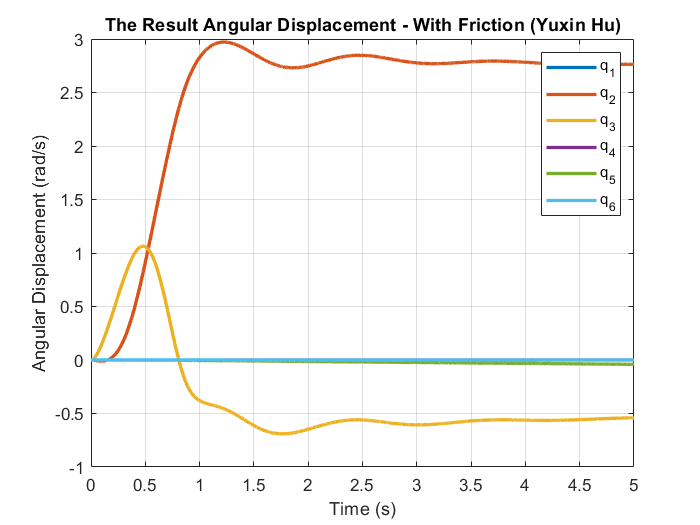 The Result Angular Displacement - With Friction (Yuxin Hu)
3
2.5
2
1.5
1
0.5
0
-0.5
-1
Angular Displacement (rad/s)
0 0.5 1 1.5 2 2.5 3 3.5 4 4.5 5
Time (s)
q1
q2
q3
q4
q5
q6